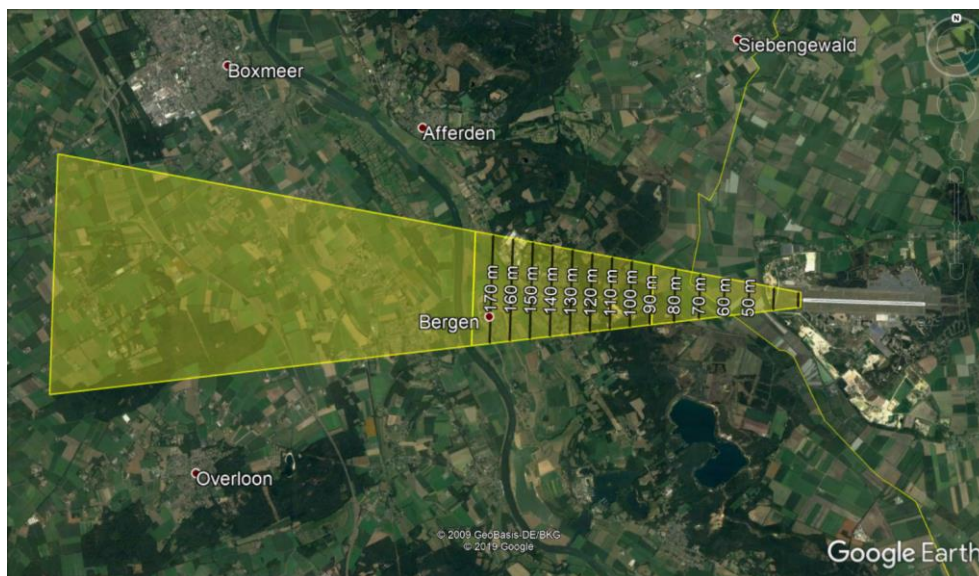 N
Siebengewald
Boxmeer
Afferden
170 m
160 m
150 m
140 m
130 m
120 m
110 m
100 m
90 m
80 m
70 m
60 m
50 m
Bergen
Overloon
© 2009 GeoBasis-DE/BKG
© 2019 Google
Google Earth